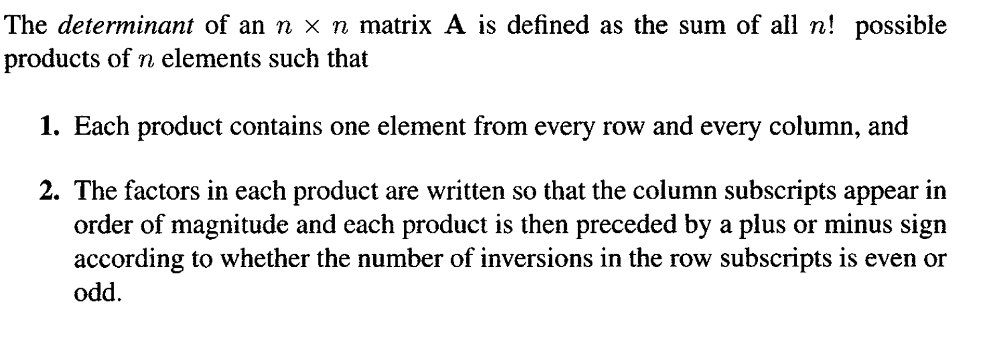 The determinant of an n × n matrix A is defined as the sum of all n! possible
products of n elements such that
1. Each product contains one element from every row and every column, and
2. The factors in each product are written so that the column subscripts appear in
order of magnitude and each product is then preceded by a plus or minus sign
according to whether the number of inversions in the row subscripts is even or
odd.